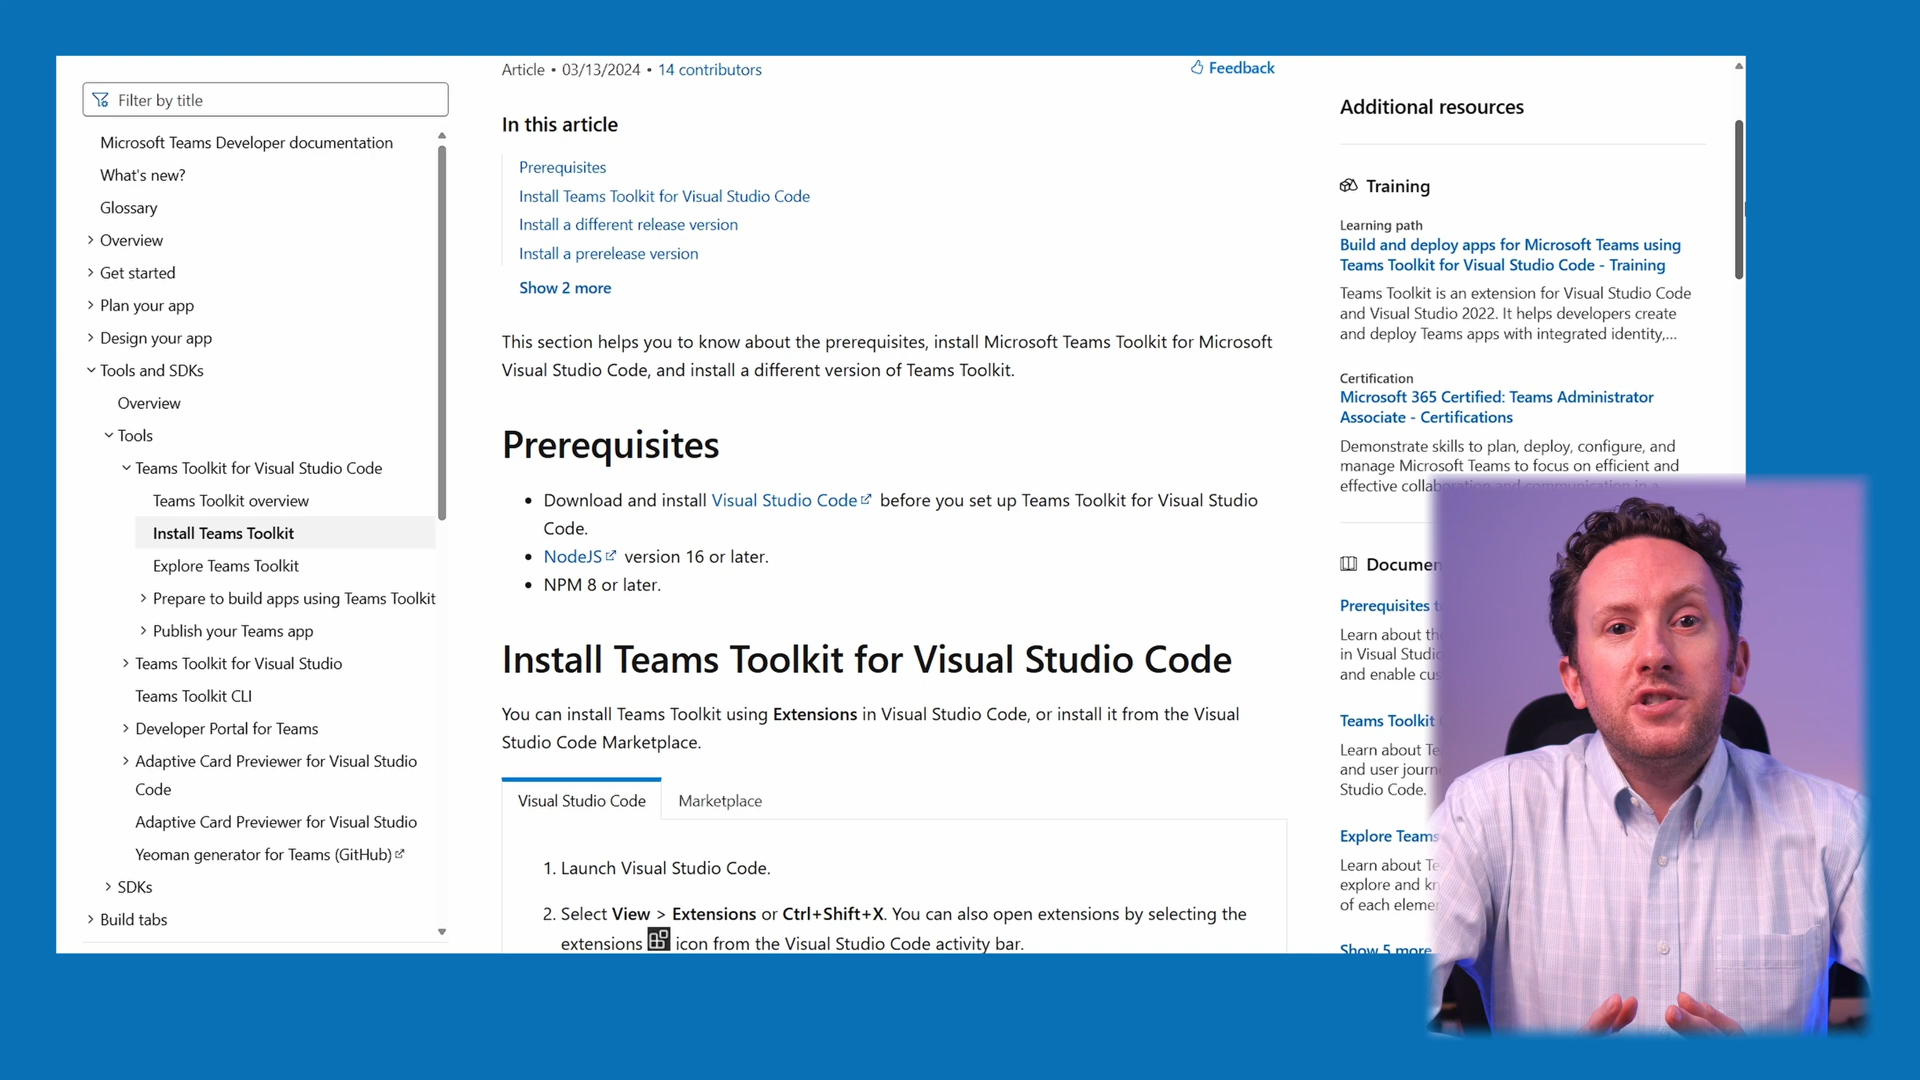 Filter by title
Microsoft Teams Developer documentation
What's new?
Glossary
Overview
Get started
Plan your app
Design your app
Tools and SDKs
Overview
Tools
Teams Toolkit for Visual Studio Code
Teams Toolkit overview
Install Teams Toolkit
Explore Teams Toolkit
Prepare to build apps using Teams Toolkit
Publish your Teams app
Teams Toolkit for Visual Studio
Teams Toolkit CLI
Developer Portal for Teams
Adaptive Card Previewer for Visual Studio
Code
Adaptive Card Previewer for Visual Studio
Yeoman generator for Teams (GitHub)
SDKs
Build tabs
Article • 03/13/2024 • 14 contributors
Feedback
In this article
Prerequisites
Install Teams Toolkit for Visual Studio Code
Install a different release version
Install a prerelease version
Show 2 more
This section helps you to know about the prerequisites, install Microsoft Teams Toolkit for Microsoft
Visual Studio Code, and install a different version of Teams Toolkit.
Prerequisites
• Download and install Visual Studio Code before you set up Teams Toolkit for Visual Studio
Code.
• NodeJS version 16 or later.
• NPM 8 or later.
Install Teams Toolkit for Visual Studio Code
You can install Teams Toolkit using Extensions in Visual Studio Code, or install it from the Visual
Studio Code Marketplace.
Visual Studio Code Marketplace
1. Launch Visual Studio Code.
2. Select View > Extensions or Ctrl+Shift+X. You can also open extensions by selecting the
extensions icon from the Visual Studio Code activity bar.
Additional resources
Training
Learning path
Build and deploy apps for Microsoft Teams using
Teams Toolkit for Visual Studio Code - Training
Teams Toolkit is an extension for Visual Studio Code
and Visual Studio 2022. It helps developers create
and deploy Teams apps with integrated identity,...
Certification
Microsoft 365 Certified: Teams Administrator
Associate - Certifications
Demonstrate skills to plan, deploy, configure, and
manage Microsoft Teams to focus on efficient and
effective collaboration and communication in a
Documen
Prerequisites
Learn about
in Visual Studi
and enable
Teams Toolkit
Learn about
and user journ
Studio Code.
Explore Teams
Learn about
explore and
of each eleme
Show 5 more